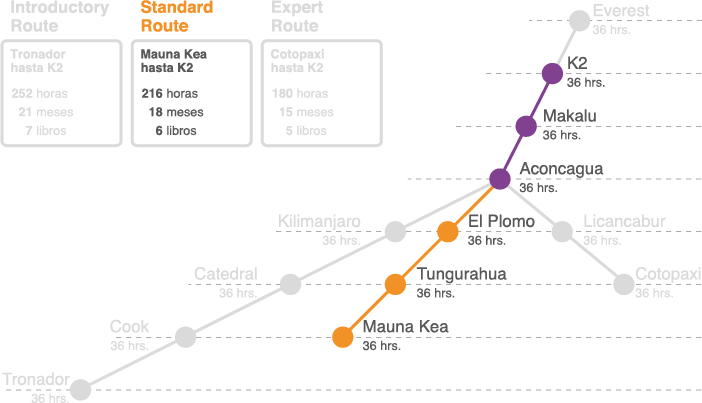 Introductory
Route
Tronador
hasta K2
252 horas
21 meses
7 libros
Standard
Route
Mauna Kea
hasta K2
216 horas
18 meses
6 libros
Expert
Route
Cotopaxi
hasta K2
180 horas
15 meses
5 libros
Everest
36 hrs.
K2
36 hrs.
Makalu
36 hrs.
Aconcagua
36 hrs.
Kilimanjaro
36 hrs.
El Plomo
36 hrs.
Licancabur
36 hrs.
Catedral
36 hrs.
Tungurahua
36 hrs.
Cotopaxi
36 hrs.
Cook
36 hrs.
Mauna Kea
36 hrs.
Tronador
36 hrs.